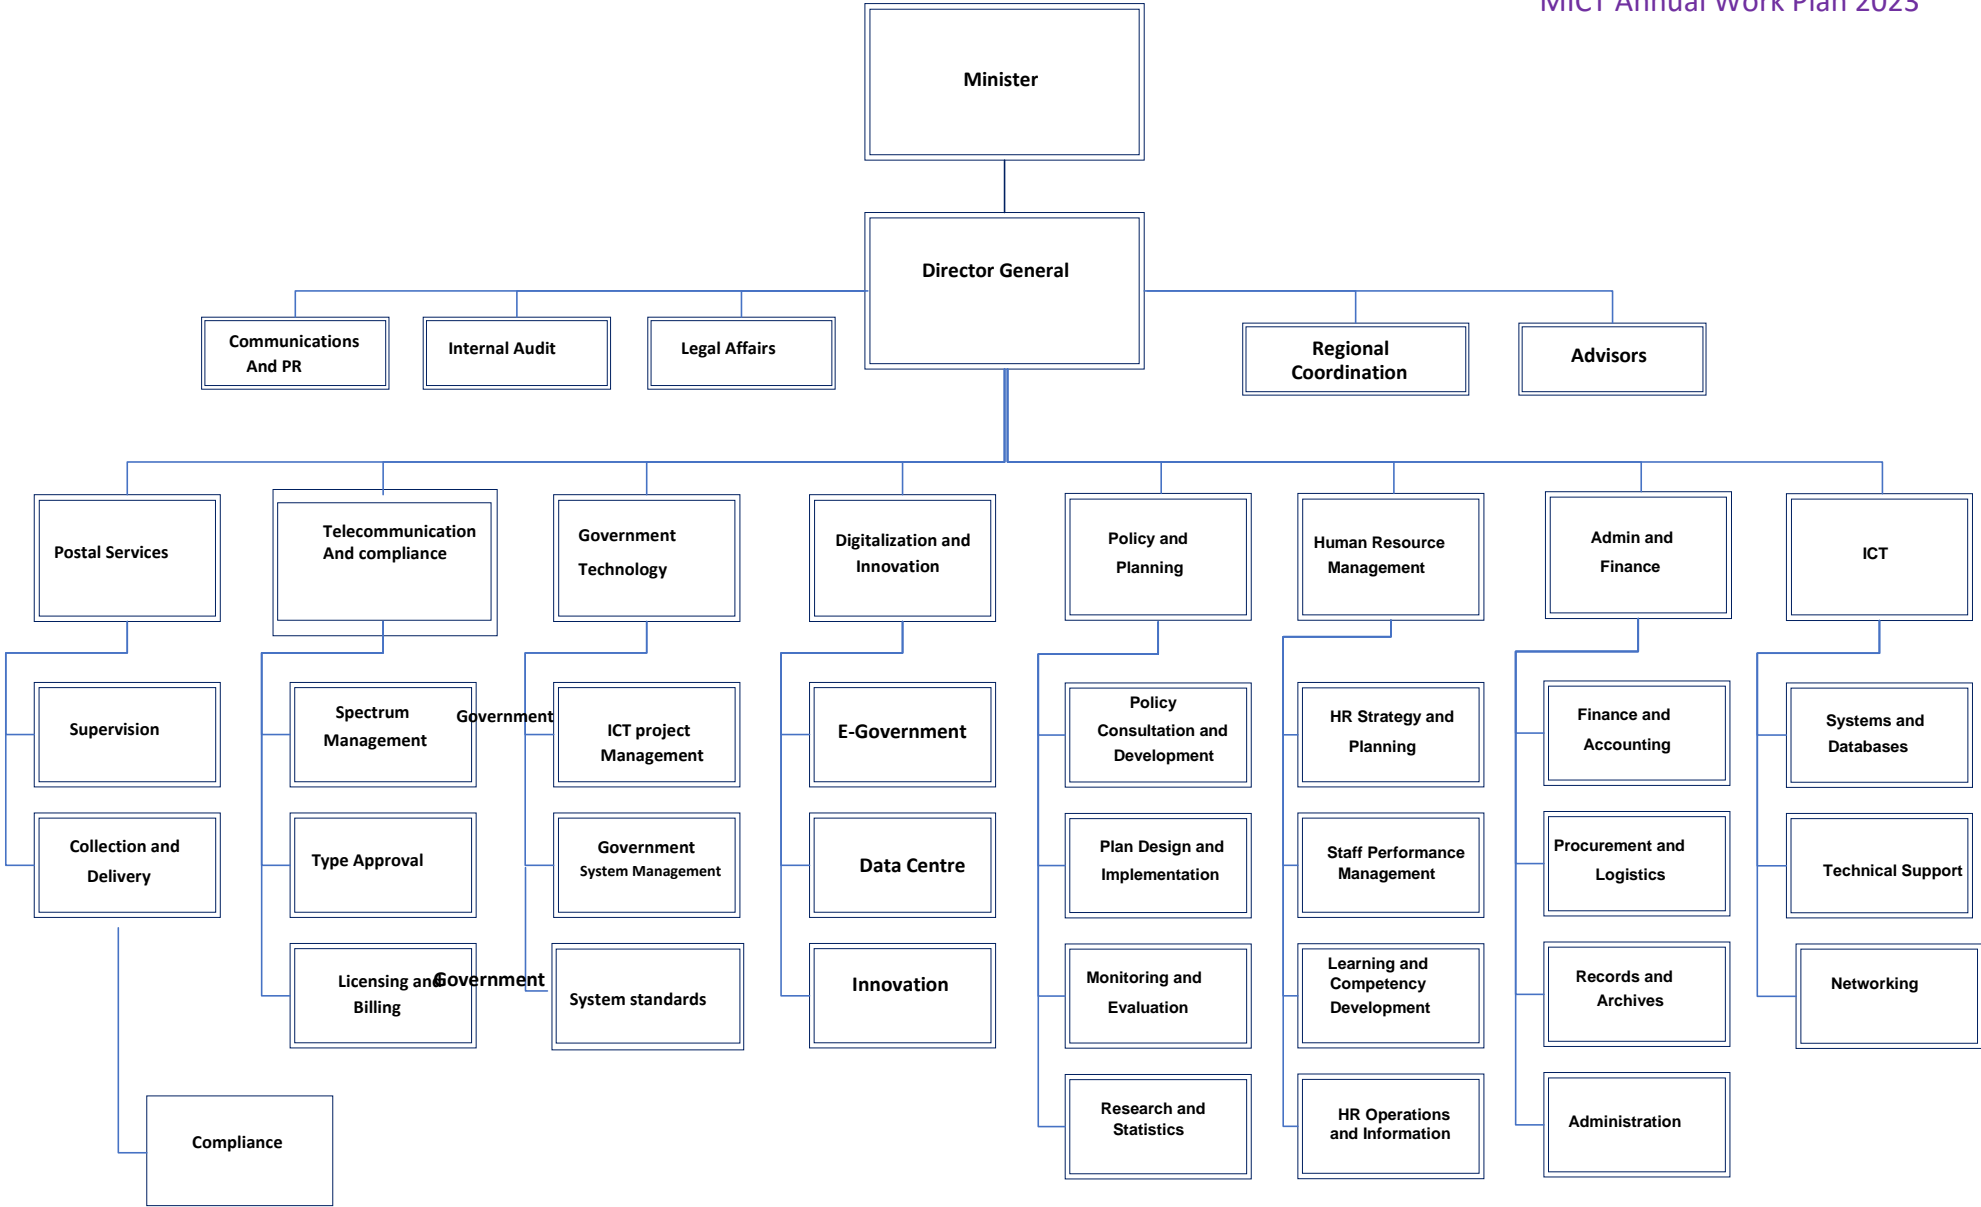 MICT Annual Work Plan 2023
Minister
Director General
Communications
And PR
Internal Audit
Legal Affairs
Regional
Coordination
Advisors
Postal Services
Telecommunication
And compliance
Government
Technology
Digitalization and
Innovation
Policy and
Planning
Human Resource
Management
Admin and
Finance
ICT
Supervision
Collection and
Delivery
Compliance
Spectrum
Management
Type Approval
Licensing and
Billing
Government
ICT project
Management
Government
System Management
Government
System standards
E-Government
Data Centre
Innovation
Policy
Consultation and
Development
Plan Design and
Implementation
Monitoring and
Evaluation
Research and
Statistics
HR Strategy and
Planning
Staff Performance
Management
Learning and
Competency
Development
HR Operations
and Information
Finance and
Accounting
Procurement and
Logistics
Records and
Archives
Administration
Systems and
Databases
Technical Support
Networking